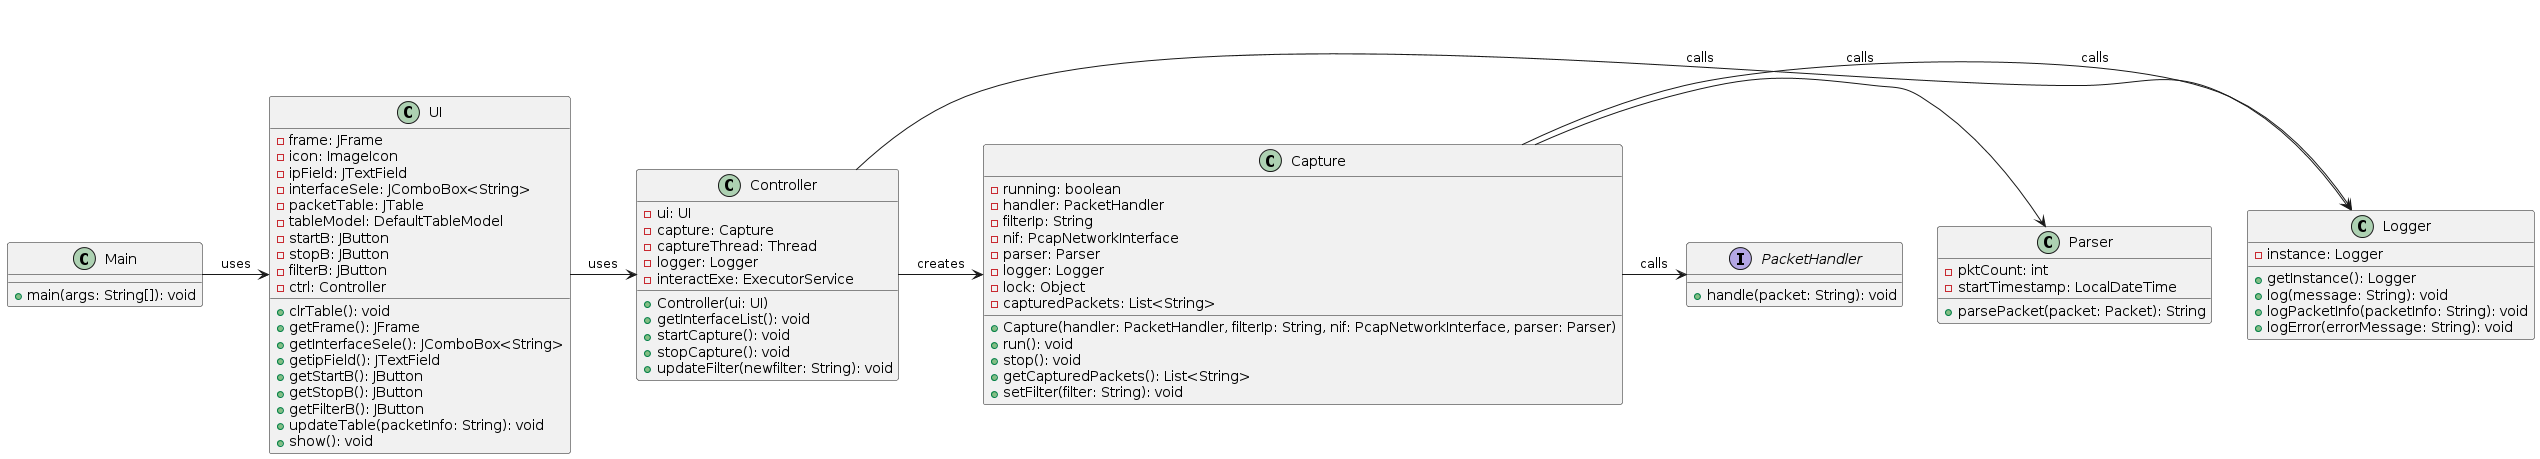 calls
calls
calls
C Main
main(args: String[]): void
uses
C UI
frame: JFrame
icon: ImageIcon
ipField: JTextField
interfaceSele: JComboBox<String>
packetTable: JTable
tableModel: DefaultTableModel
startB: JButton
stopB: JButton
filterB: JButton
ctrl: Controller
clrTable(): void
getFrame(): JFrame
getInterfaceSele(): JComboBox<String>
getipField(): JTextField
getStartB(): JButton
getStopB(): JButton
getFilterB(): JButton
updateTable(packetInfo: String): void
show(): void
uses
C Controller
ui: UI
capture: Capture
captureThread: Thread
logger: Logger
interactExe: ExecutorService
Controller(ui: UI)
getInterfaceList(): void
startCapture(): void
stopCapture(): void
updateFilter(newfilter: String): void
creates
C Capture
running: boolean
handler: PacketHandler
filterIp: String
nif: PcapNetworkInterface
parser: Parser
logger: Logger
lock: Object
capturedPackets: List<String>
Capture(handler: PacketHandler, filterIp: String, nif: PcapNetworkInterface, parser: Parser)
run(): void
stop(): void
getCapturedPackets(): List<String>
setFilter(filter: String): void
calls
I PacketHandler
handle(packet: String): void
C Parser
pktCount: int
startTimestamp: LocalDateTime
parsePacket(packet: Packet): String
C Logger
instance: Logger
getInstance(): Logger
log(message: String): void
logPacketInfo(packetInfo: String): void
logError(errorMessage: String): void